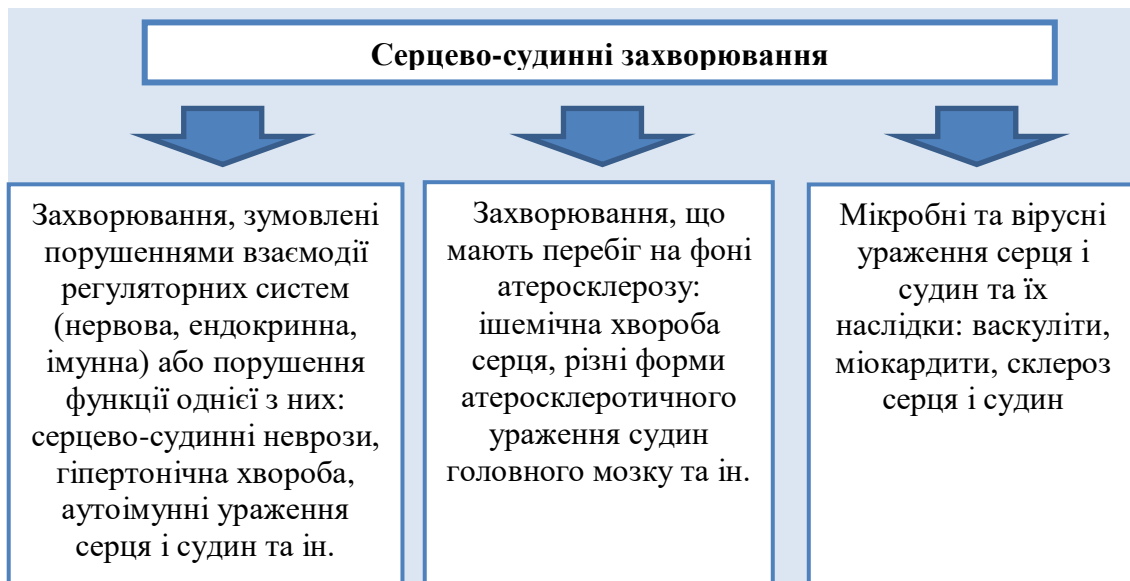 Серцево-судинні захворювання
Захворювання, зумовлені
порушеннями взаємодії
регуляторних систем
(нервова, ендокринна,
імунна) або порушення
функції однієї з них:
серцево-судинні неврози,
гіпертонічна хвороба,
аутоімунні ураження
серця і судин та ін.
Захворювання, що
мають перебіг на фоні
атеросклерозу:
ішемічна хвороба
серця, різні форми
атеросклеротичного
ураження судин
головного мозку та ін.
Мікробні та вірусні
ураження серця і
судин та їх
наслідки: васкуліти,
міокардити, склероз
серця і судин